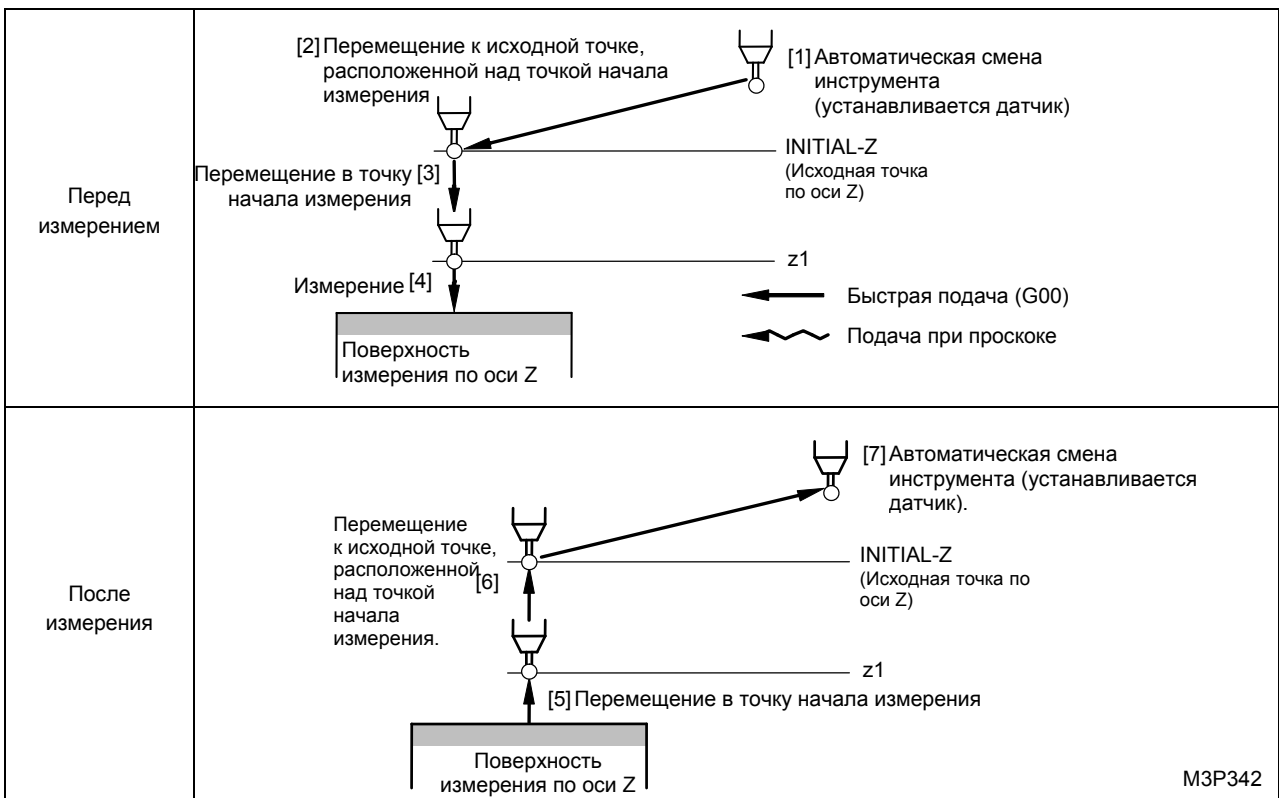 Перед
измерением
[2] Перемещение к исходной точке,
расположенной над точкой начала
измерения
[1] Автоматическая смена
инструмента
(устанавливается датчик)
INITIAL-Z
(Исходная точка
по оси Z)
Перемещение в точку [3]
начала измерения
z1
Измерение [4]
Быстрая подача (G00)
Подача при проскоке
Поверхность
измерения по оси Z
После
измерения
[7] Автоматическая смена
инструмента (устанавливается
датчик).
Перемещение
к исходной точке,
расположенной
[6]
над точкой
начала
измерения.
INITIAL-Z
(Исходная точка по
оси Z)
z1
[5] Перемещение в точку начала измерения
Поверхность
измерения по оси Z
M3P342